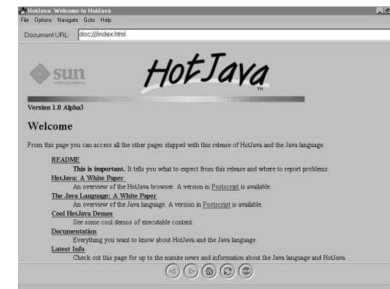 HotJava: Welcome to HotJava
File Options Navigate Goto Help
Document URL: doc:///index.html
sun
HotJava
TM
Version 1.0 Alpha3
Welcome
From this page you can access all the other pages shipped with this release of HotJava and the Java language.
README
This is important. It tells you what to expect from this release and where to report problems.
HotJava: A White Paper
An overview of the HotJava browser. A version in Postscript is available.
The Java Language: A White Paper
An overview of the Java language. A version in Postscript is available.
Cool HotJava Demos
See some cool demos of executable content.
Documentation
Everything you want to know about HotJava and the Java language.
Latest Info
Check out this page for up to the minute news and information about the Java language and HotJava.